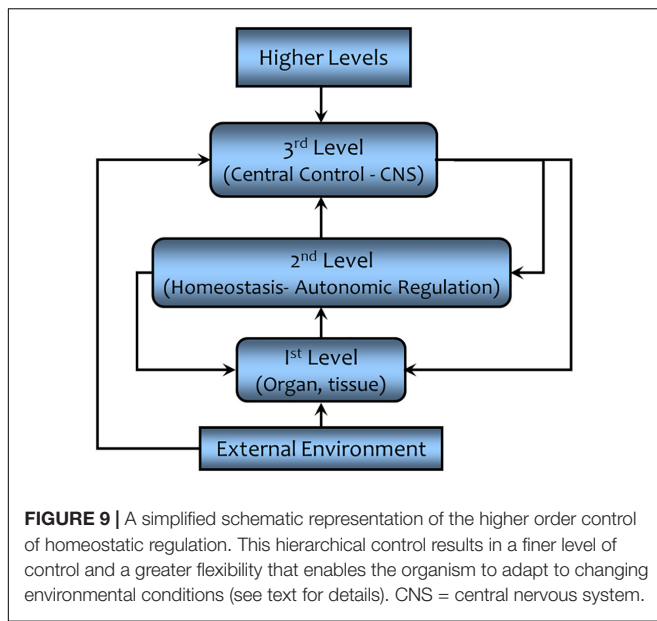 Higher Levels
3rd Level
(Central Control - CNS)
2nd Level
(Homeostasis- Autonomic Regulation)
1st Level
(Organ, tissue)
External Environment
FIGURE 9 | A simplified schematic representation of the higher order control
of homeostatic regulation. This hierarchical control results in a finer level of
control and a greater flexibility that enables the organism to adapt to changing
environmental conditions (see text for details). CNS = central nervous system.